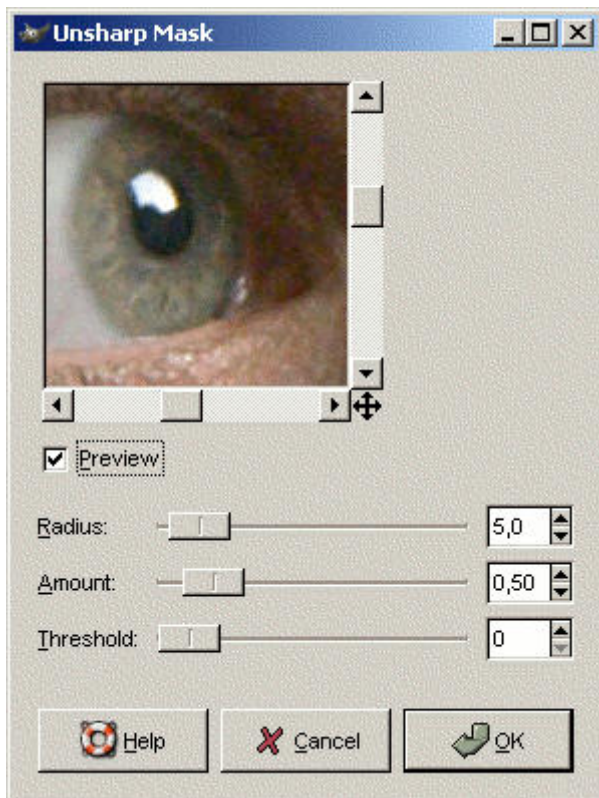 Unsharp Mask
Preview
Radius: 5,0
Amount: 0,50
Threshold: 0
Help Cancel OK